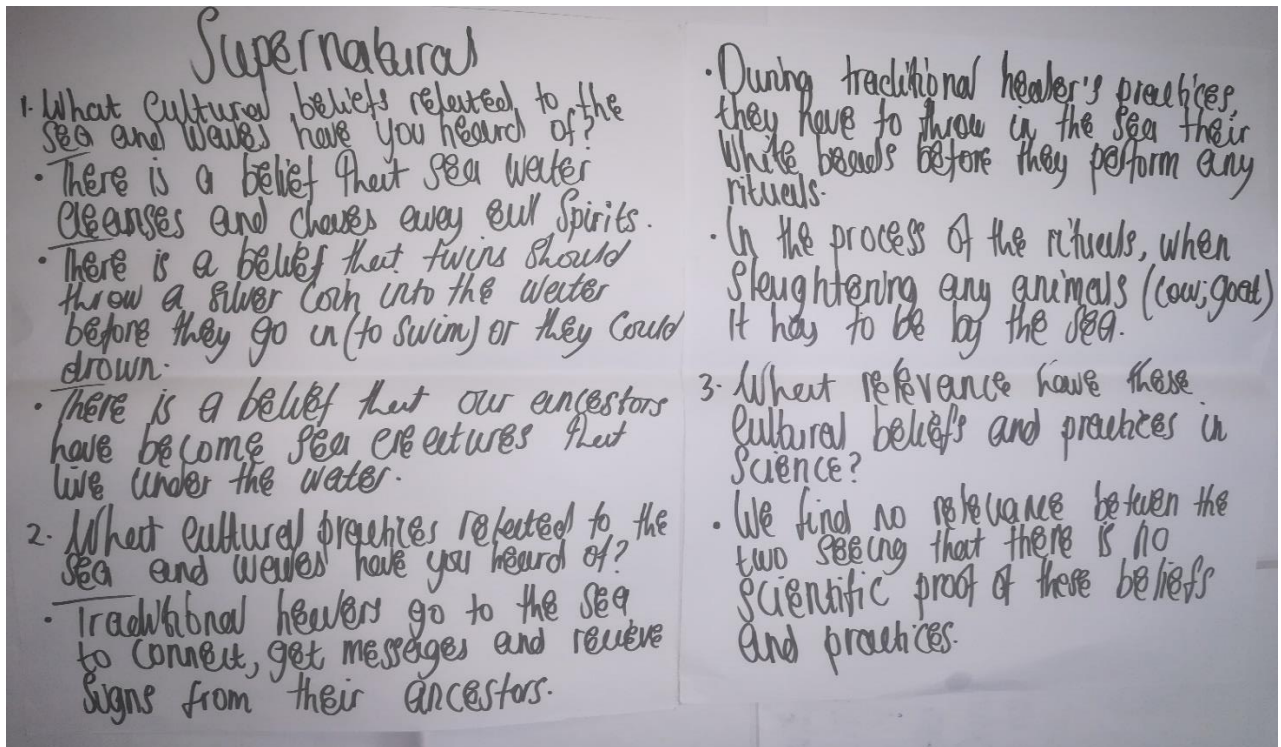 Supernatural
1. What cultural beliefs related to the
sea and waves have you heard of?
• There is a belief that sea water
cleanses and chases away evil spirits.
• There is a belief that twins should
throw a silver coin into the water
before they go in (to swim) or they could
drown.
• There is a belief that our ancestors
have become sea creatures that
live under the water.
2. What cultural practices related to the
sea and waves have you heard of?
• Traditional healers go to the sea
to connect, get messages and recieve
signs from their ancestors.
• During traditional healer's practices,
they have to throw in the sea their
white beads before they perform any
rituals.
• In the process of the rituals, when
slaughtering any animals (cow; goat)
it has to be by the sea.
3. What relevance have these
cultural beliefs and practices in
science?
• We find no relevance between the
two seeing that there is no
scientific proof of these beliefs
and practices.